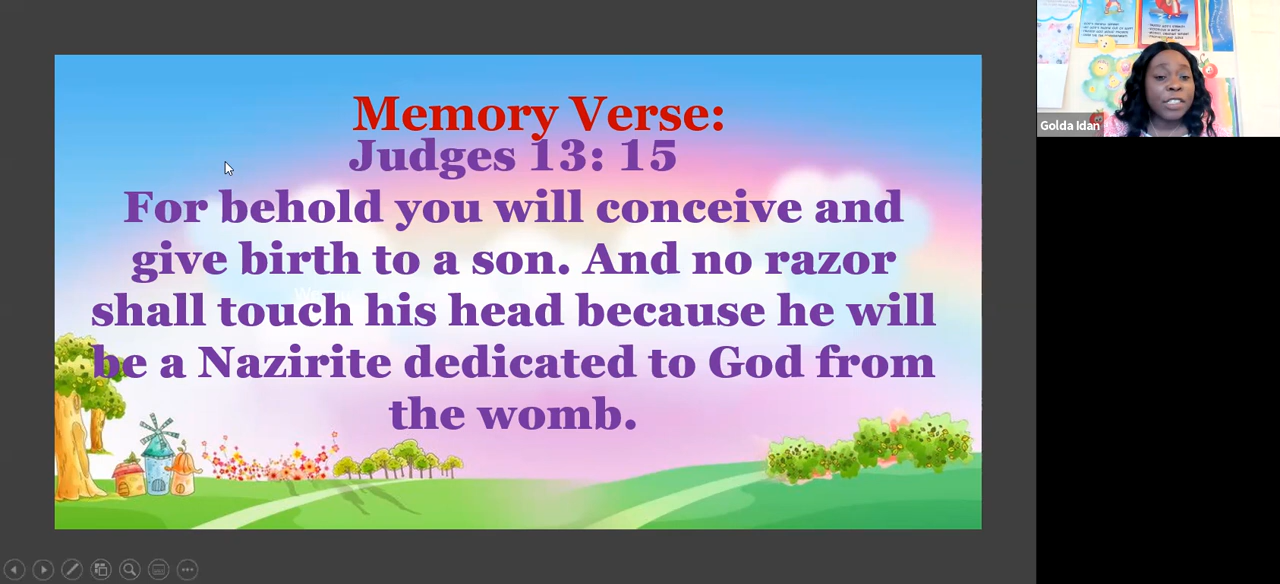 Memory Verse:
Judges 13: 15
For behold you will conceive and
give birth to a son. And no razor
shall touch his head because he will
be a Nazirite dedicated to God from
the womb.
Golda Idan